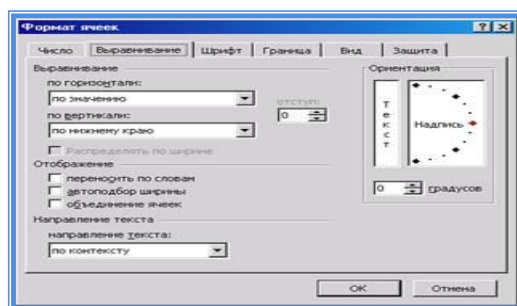 Формат ячеек
Число Выравнивание Шрифт Граница Вид Защита
Выравнивание
по горизонтали:
по значению
отступ:
по вертикали:
0
по нижнему краю
Распределять по ширине
Отображение
переносить по словам
автоподбор ширины
объединение ячеек
Направление текста
направление текста:
по контексту
Ориентация
Текст
Надпись
0 градусов
ОК Отмена